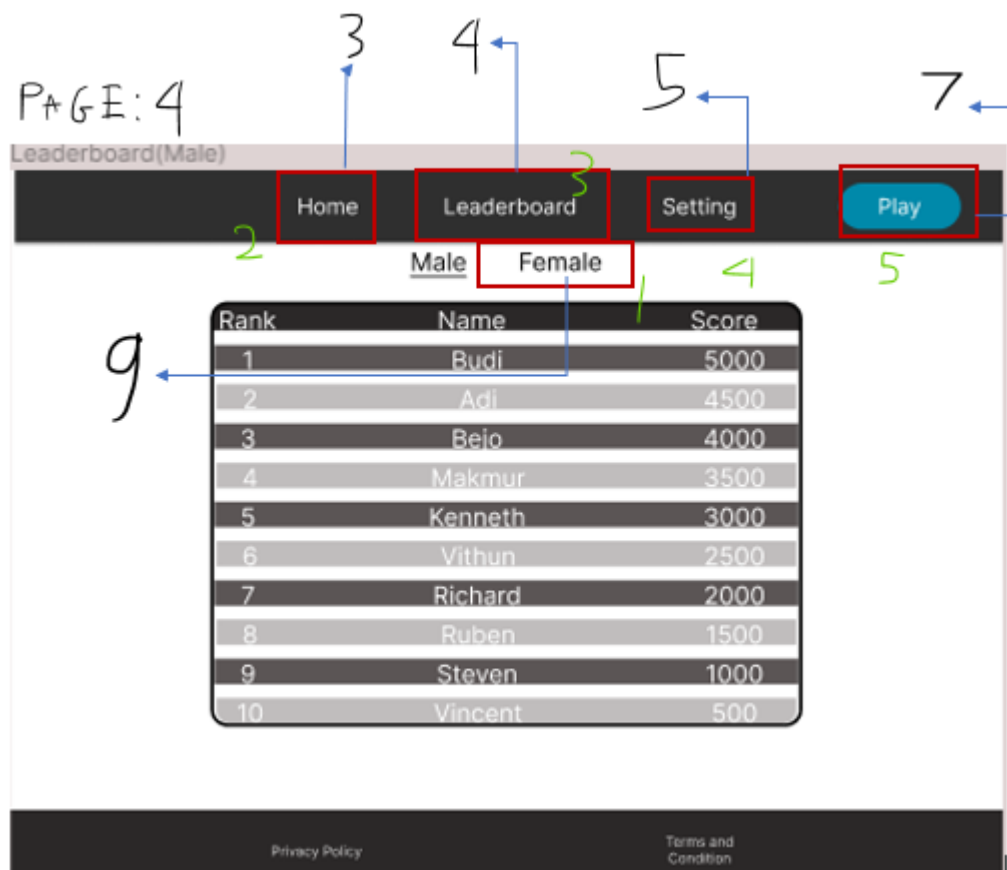 3 4 5 7
PAGE: 4
Leaderboard(Male)
3
Home Leaderboard Setting Play
2
Male Female 4 5
1
Rank Name Score
9
1 Budi 5000
2 Adi 4500
3 Bejo 4000
4 Makmur 3500
5 Kenneth 3000
6 Vithun 2500
7 Richard 2000
8 Ruben 1500
9 Steven 1000
10 Vincent 500
Privacy Policy
Terms and
Condition